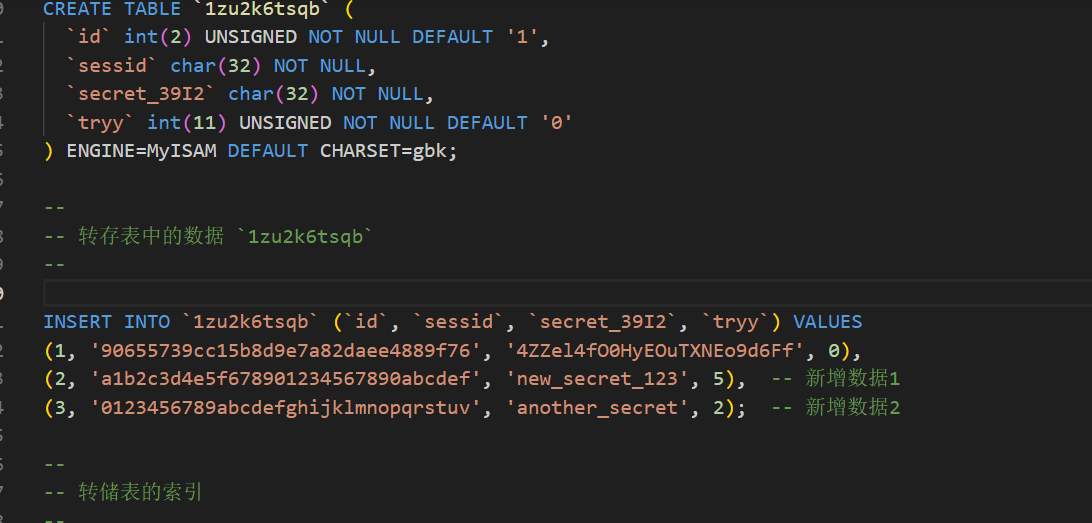 CREATE TABLE `1zu2k6tsqb` (
`id` int(2) UNSIGNED NOT NULL DEFAULT '1',
`sessid` char(32) NOT NULL,
`secret_39I2` char(32) NOT NULL,
`tryy` int(11) UNSIGNED NOT NULL DEFAULT '0'
) ENGINE=MyISAM DEFAULT CHARSET=gbk;
--
-- 转存表中的数据 `1zu2k6tsqb`
--
INSERT INTO `1zu2k6tsqb` (`id`, `sessid`, `secret_39I2`, `tryy`) VALUES
(1, '90655739cc15b8d9e7a82daee4889f76', '4ZZel4fO0HyEOuTXNEo9d6Ff', 0),
(2, 'a1b2c3d4e5f678901234567890abcdef', 'new_secret_123', 5),  -- 新增数据1
(3, '0123456789abcdefghijklmnopqrstuv', 'another_secret', 2);  -- 新增数据2
--
-- 转储表的索引
--